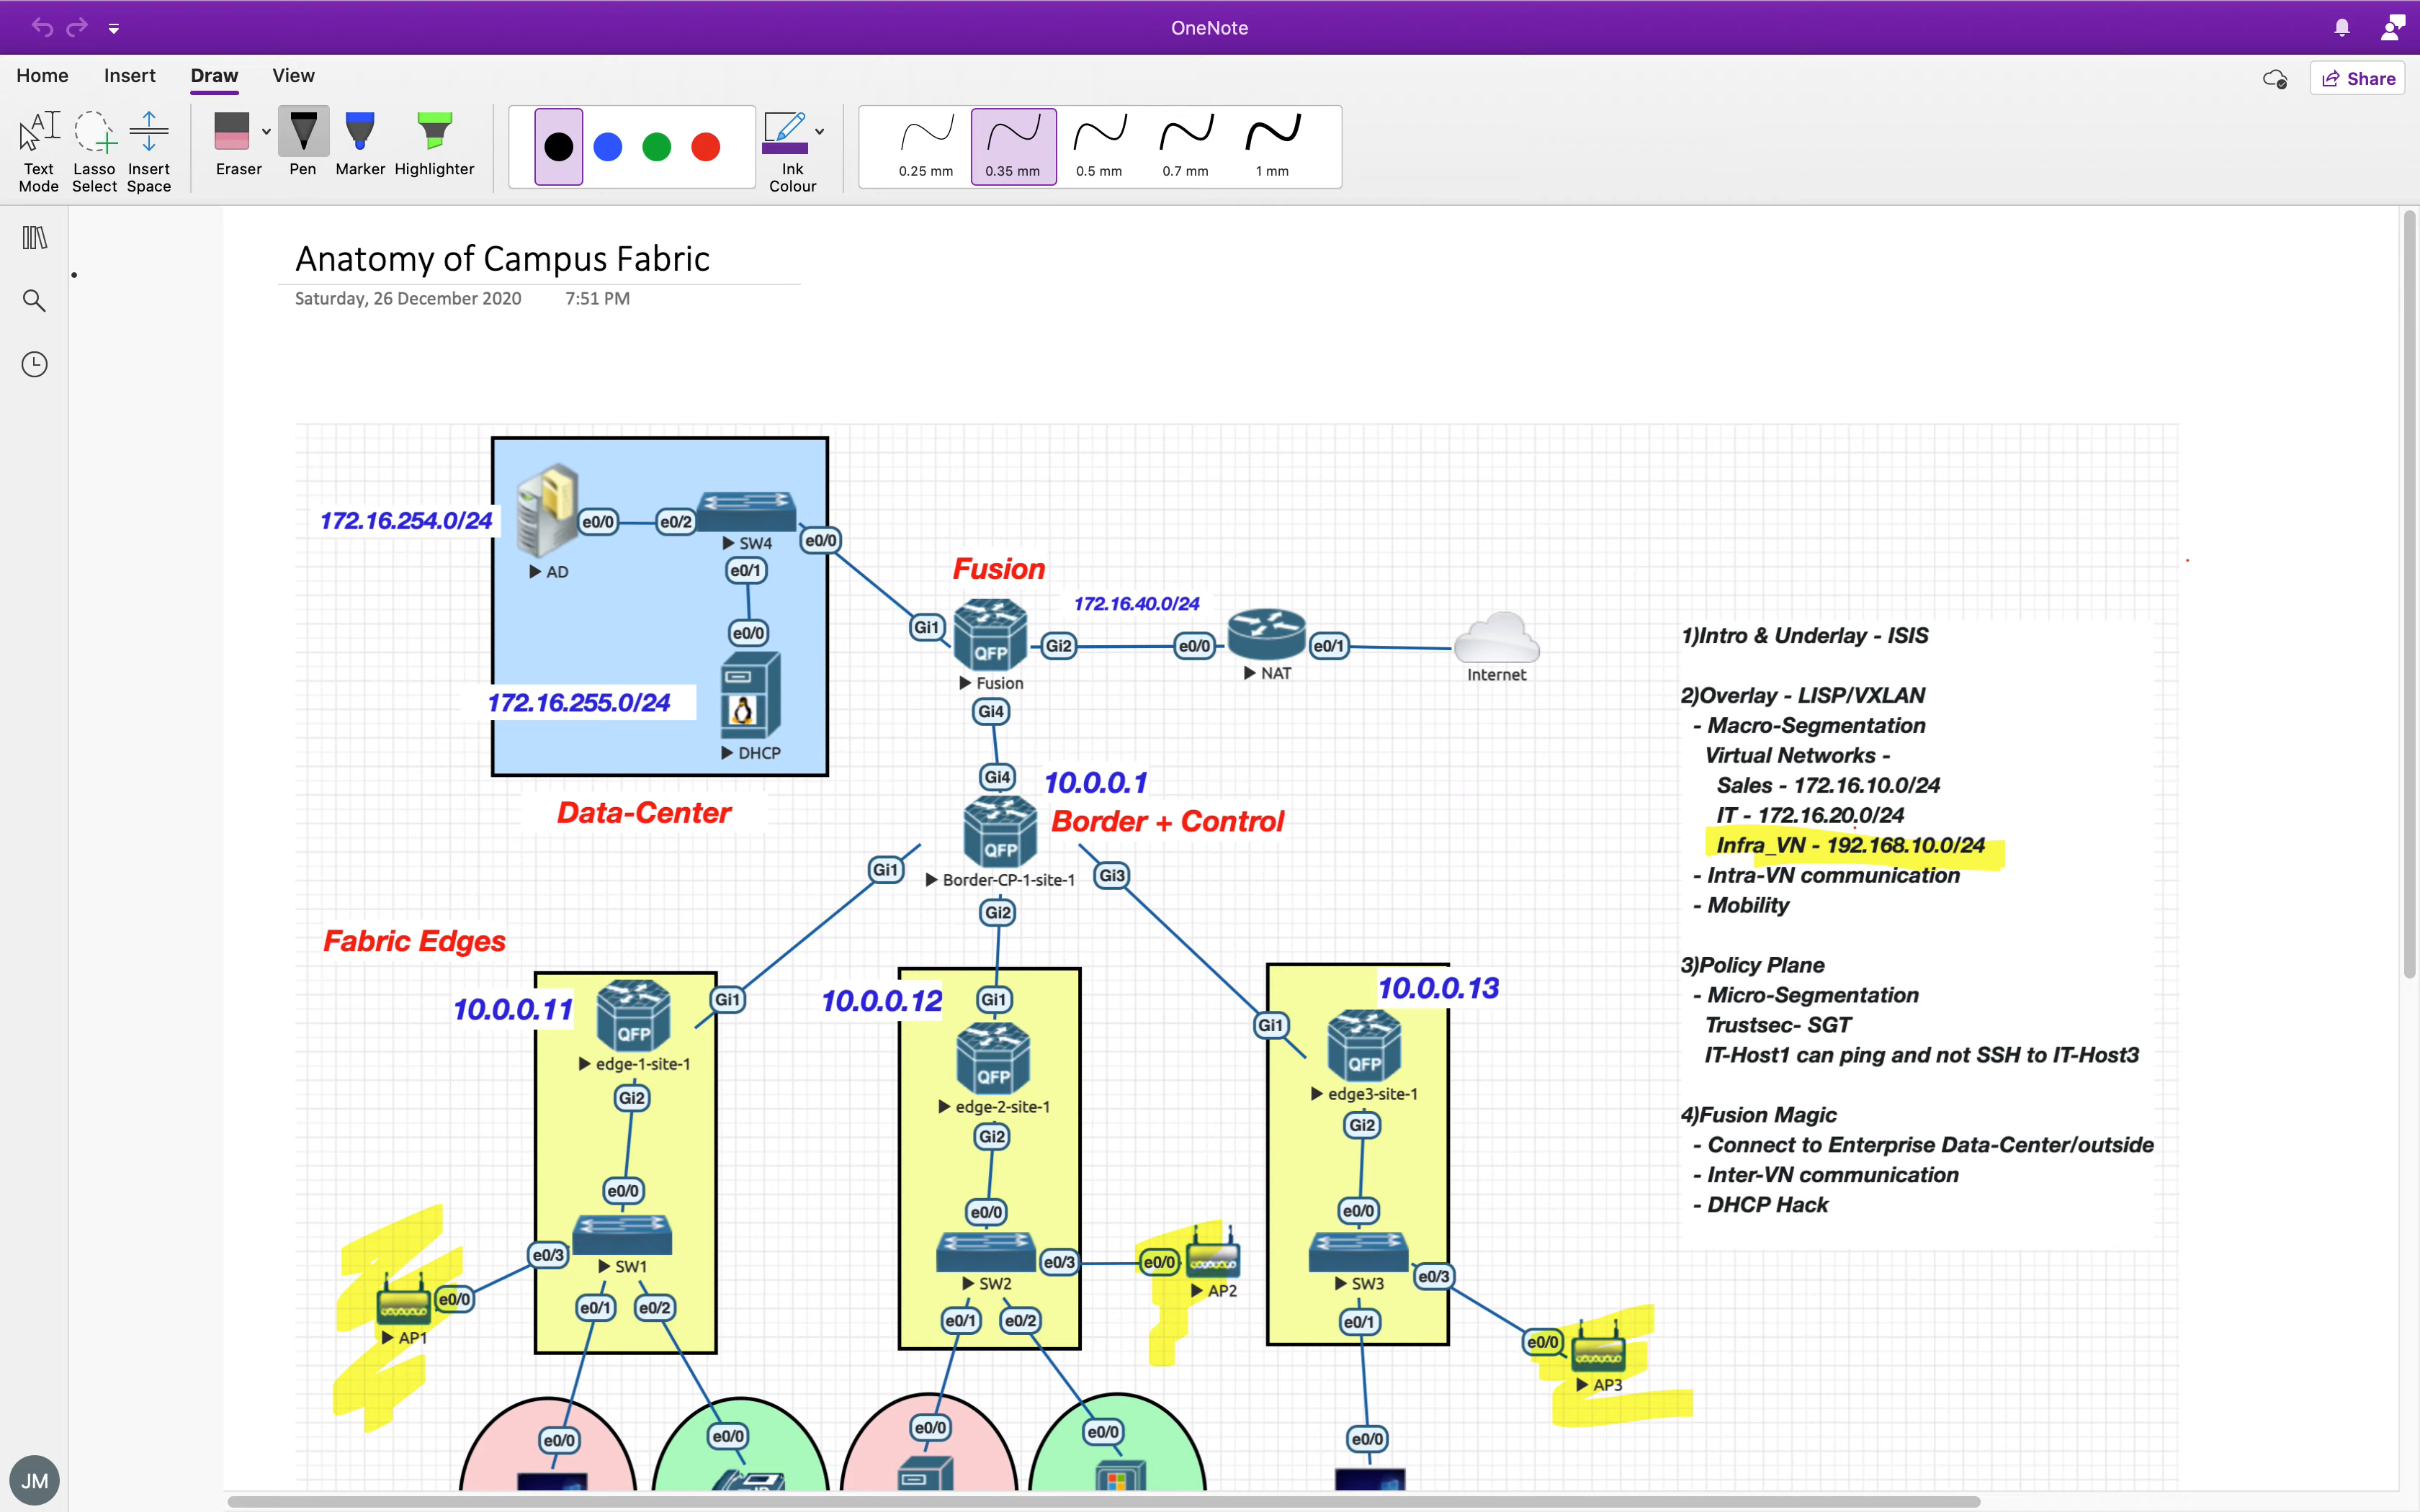 OneNote
Home Insert Draw View
Share
Text Mode
Lasso Select
Insert Space
Eraser
Pen
Marker
Highlighter
Ink Colour
0.25 mm
0.35 mm
0.5 mm
0.7 mm
1 mm
Anatomy of Campus Fabric
Saturday, 26 December 2020 7:51 PM
172.16.254.0/24
e0/0
e0/2
SW4
e0/0
AD
e0/1
e0/0
172.16.255.0/24
DHCP
Data-Center
Fusion
172.16.40.0/24
Gi1
QFP
Gi2
e0/0
e0/1
Fusion
NAT
Internet
Gi4
Gi4
10.0.0.1
Border + Control
QFP
Gi1
Border-CP-1-site-1
Gi3
Gi2
1)Intro & Underlay - ISIS
2)Overlay - LISP/VXLAN
- Macro-Segmentation
Virtual Networks -
Sales - 172.16.10.0/24
IT - 172.16.20.0/24
Infra_VN - 192.168.10.0/24
- Intra-VN communication
- Mobility
3)Policy Plane
- Micro-Segmentation
Trustsec- SGT
IT-Host1 can ping and not SSH to IT-Host3
4)Fusion Magic
- Connect to Enterprise Data-Center/outside
- Inter-VN communication
- DHCP Hack
Fabric Edges
10.0.0.11
Gi1
QFP
edge-1-site-1
Gi2
e0/0
e0/3
SW1
e0/0
AP1
e0/1
e0/2
e0/0
e0/0
10.0.0.12
Gi1
QFP
edge-2-site-1
Gi2
e0/0
e0/3
e0/0
SW2
AP2
e0/1
e0/2
e0/0
e0/0
10.0.0.13
Gi1
QFP
edge3-site-1
Gi2
e0/0
SW3
e0/3
e0/1
e0/0
AP3
e0/0
JM